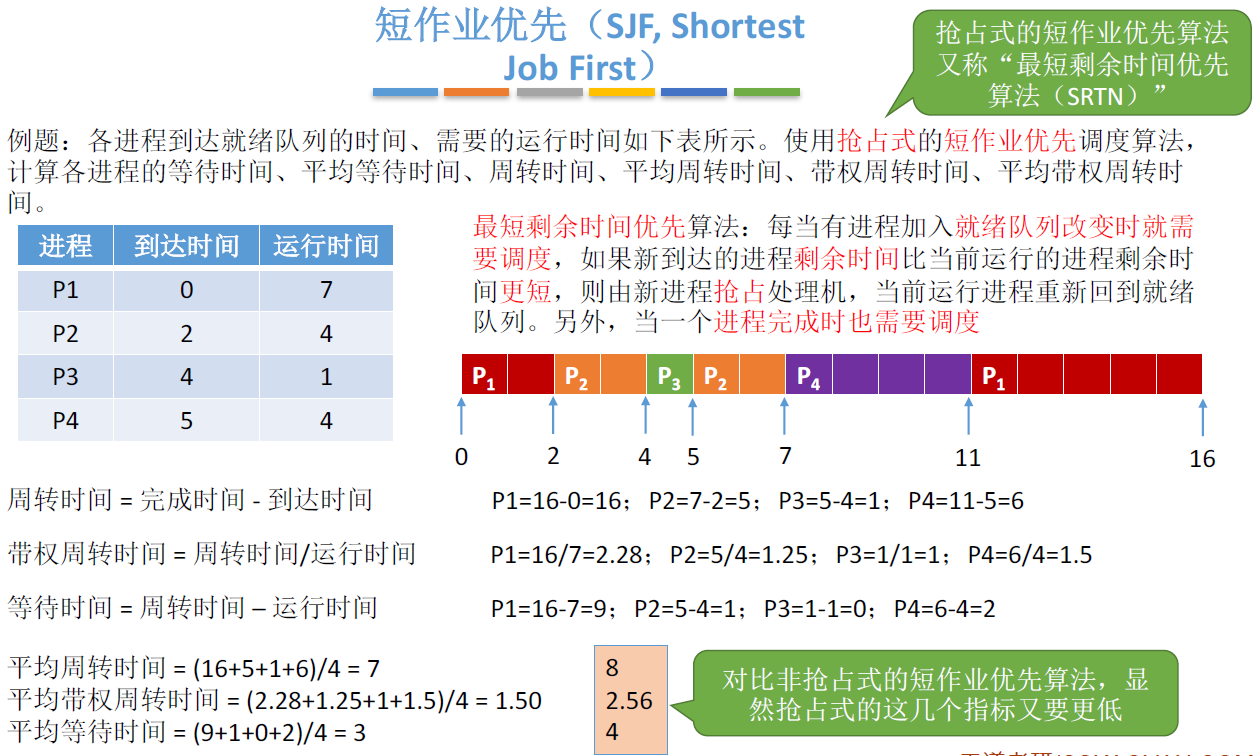 短作业优先（SJF, Shortest
Job First）
抢占式的短作业优先算法
又称“最短剩余时间优先
算法（SRTN）”
例题：各进程到达就绪队列的时间、需要的运行时间如下表所示。使用抢占式的短作业优先调度算法，
计算各进程的等待时间、平均等待时间、周转时间、平均周转时间、带权周转时间、平均带权周转时
间。
进程 到达时间 运行时间
P1 0 7
P2 2 4
P3 4 1
P4 5 4
最短剩余时间优先算法：每当有进程加入就绪队列改变时就需
要调度，如果新到达的进程剩余时间比当前运行的进程剩余时
间更短，则由新进程抢占处理机，当前运行进程重新回到就绪
队列。另外，当一个进程完成时也需要调度
P1 P2 P3 P2 P4 P1
0 2 4 5 7 11 16
周转时间 = 完成时间 - 到达时间 P1=16-0=16；P2=7-2=5；P3=5-4=1；P4=11-5=6
带权周转时间 = 周转时间/运行时间 P1=16/7=2.28；P2=5/4=1.25；P3=1/1=1；P4=6/4=1.5
等待时间 = 周转时间 – 运行时间 P1=16-7=9；P2=5-4=1；P3=1-1=0；P4=6-4=2
平均周转时间 = (16+5+1+6)/4 = 7
平均带权周转时间 = (2.28+1.25+1+1.5)/4 = 1.50
平均等待时间 = (9+1+0+2)/4 = 3
8
2.56
4
对比非抢占式的短作业优先算法，显
然抢占式的这几个指标又要更低